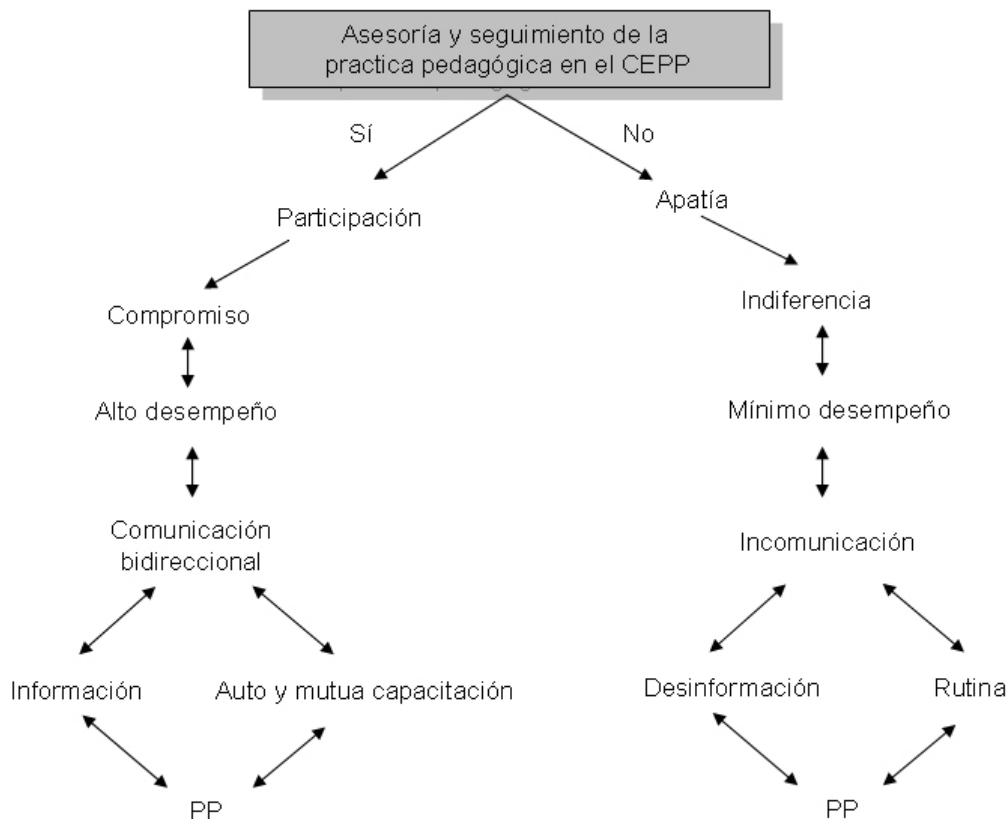 Asesoría y seguimiento de la
practica pedagógica en el CEPP
Sí
No
Participación
Apatía
Compromiso
Indiferencia
Alto desempeño
Mínimo desempeño
Comunicación
bidireccional
Incomunicación
Información
Auto y mutua capacitación
Desinformación
Rutina
PP
PP